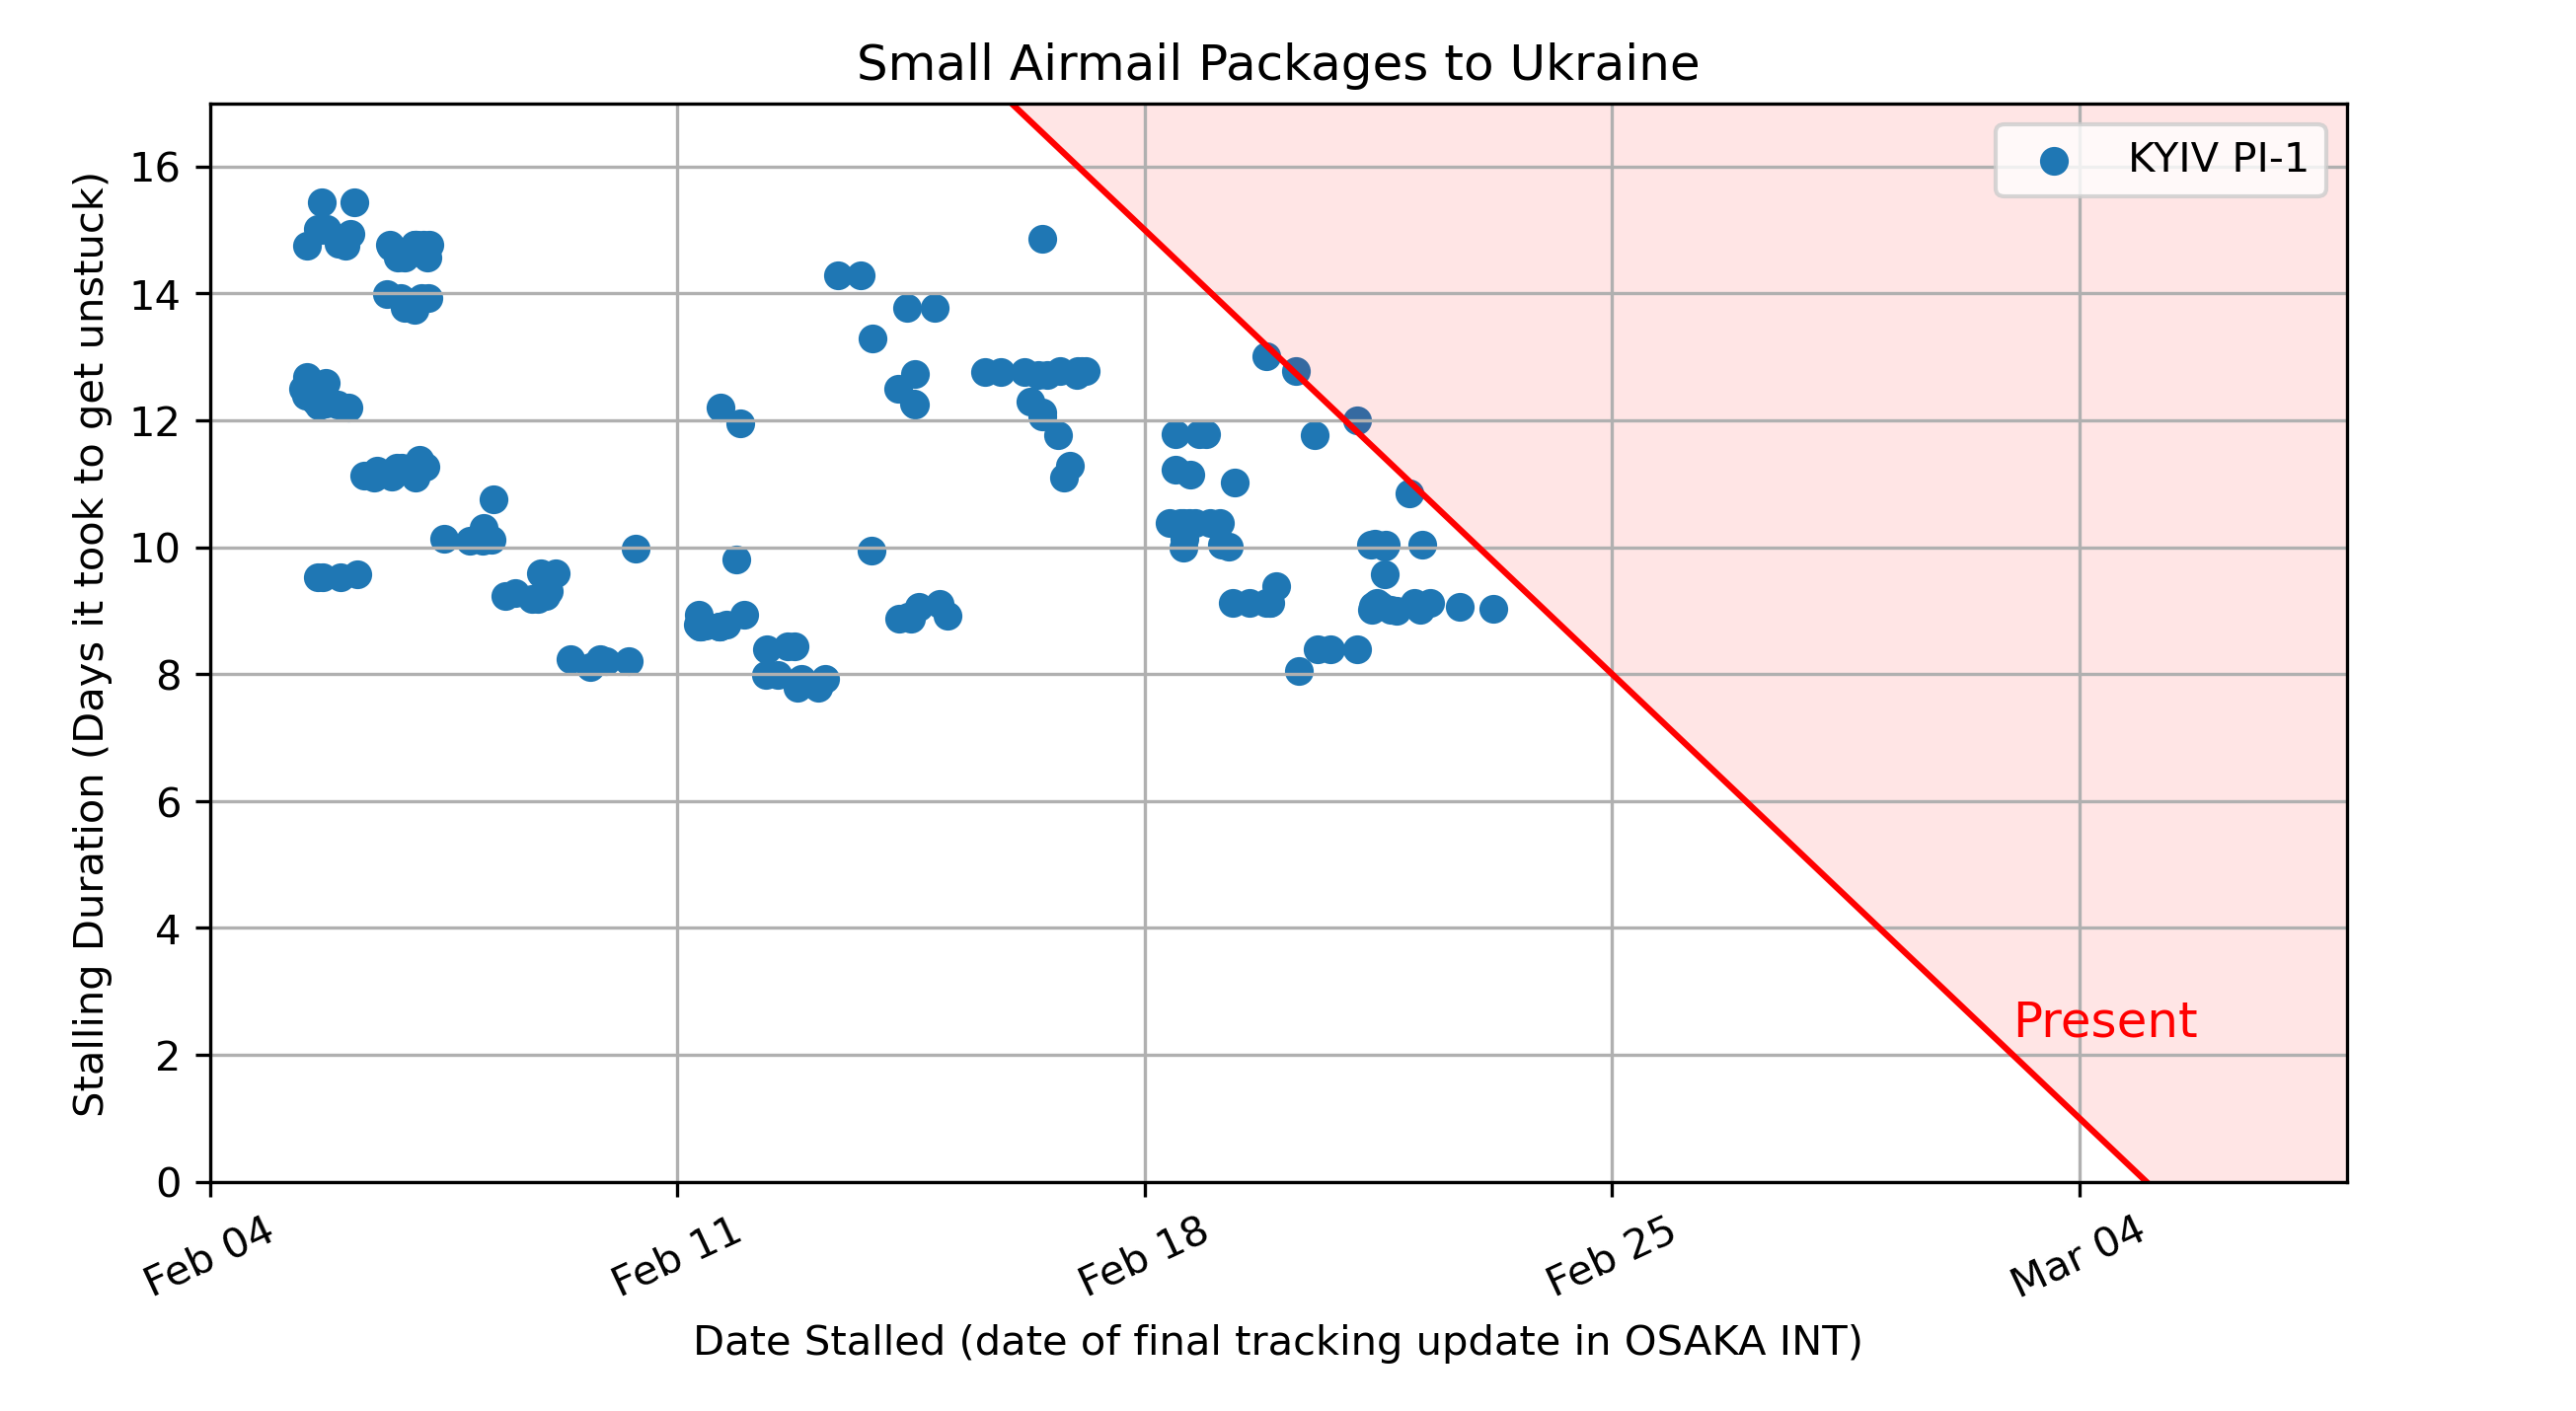 Small Airmail Packages to Ukraine
KYIV PI-1
Stalling Duration (Days it took to get unstuck)
16
14
12
10
8
6
4
2
0
Present
Feb 04
Feb 11
Feb 18
Feb 25
Mar 04
Date Stalled (date of final tracking update in OSAKA INT)